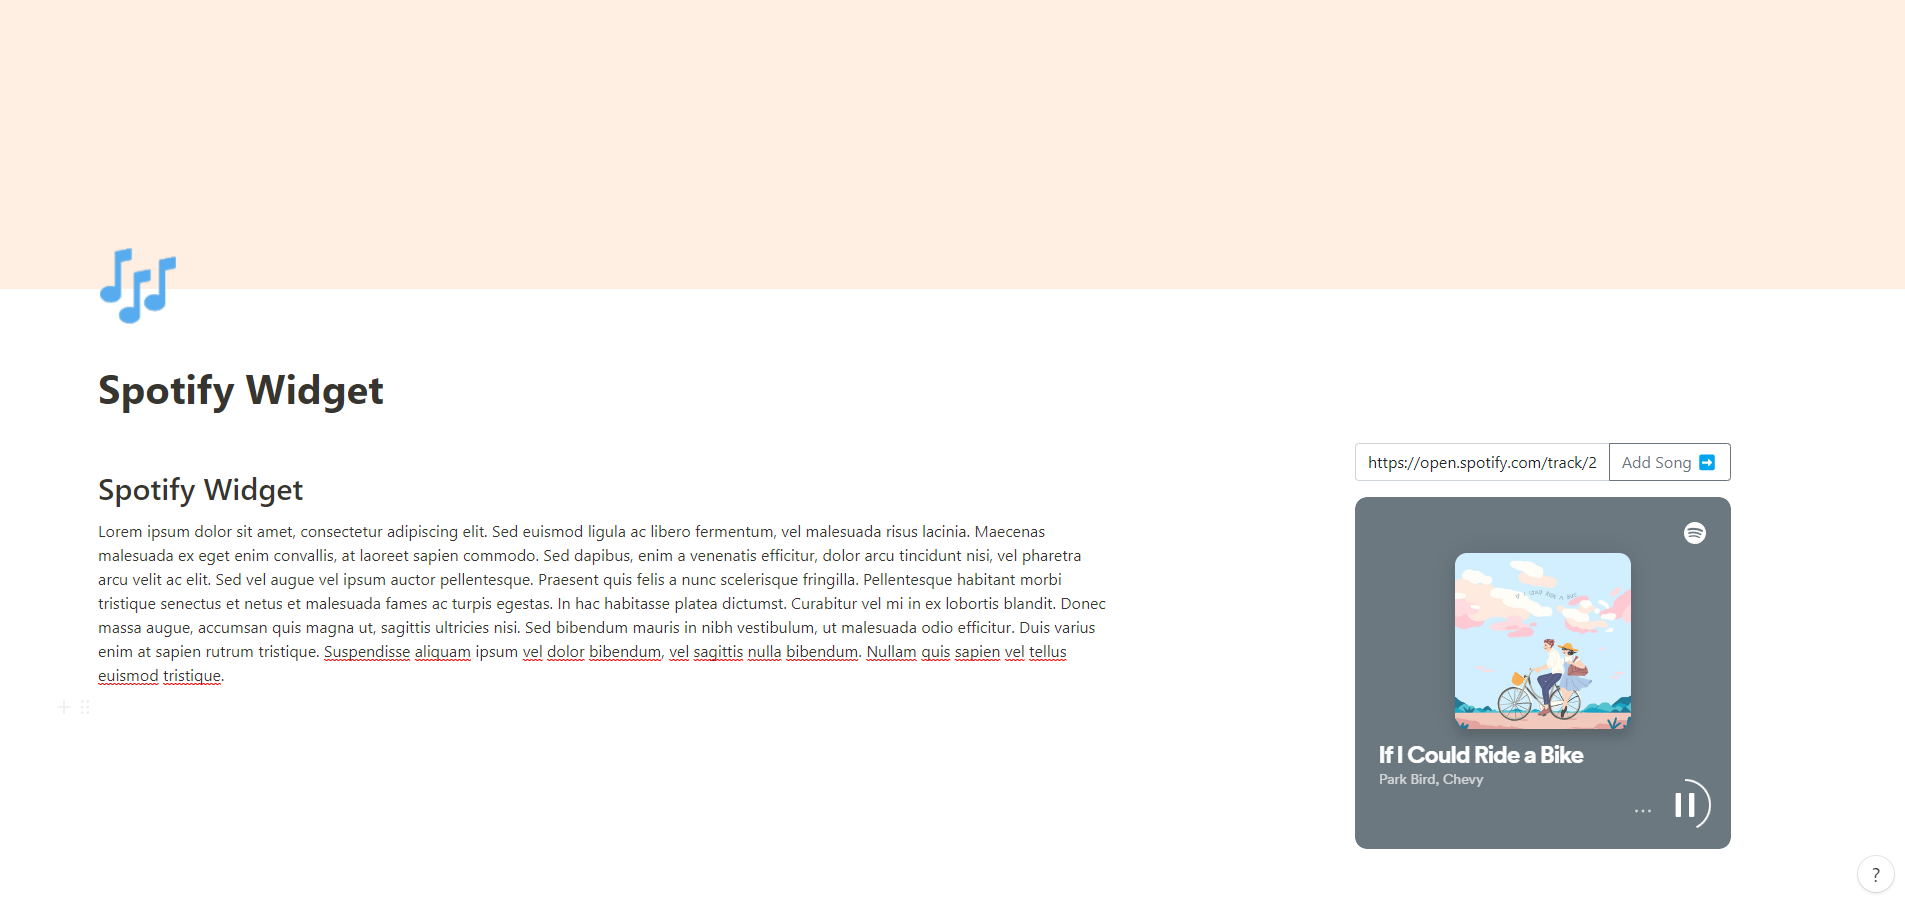 Spotify Widget
Spotify Widget
Lorem ipsum dolor sit amet, consectetur adipiscing elit. Sed euismod ligula ac libero fermentum, vel malesuada risus lacinia. Maecenas
malesuada ex eget enim convallis, at laoreet sapien commodo. Sed dapibus, enim a venenatis efficitur, dolor arcu tincidunt nisi, vel pharetra
arcu velit ac elit. Sed vel augue vel ipsum auctor pellentesque. Praesent quis felis a nunc scelerisque fringilla. Pellentesque habitant morbi
tristique senectus et netus et malesuada fames ac turpis egestas. In hac habitasse platea dictumst. Curabitur vel mi in ex lobortis blandit. Donec
massa augue, accumsan quis magna ut, sagittis ultricies nisi. Sed bibendum mauris in nibh vestibulum, ut malesuada odio efficitur. Duis varius
enim at sapien rutrum tristique. Suspendisse aliquam ipsum vel dolor bibendum, vel sagittis nulla bibendum. Nullam quis sapien vel tellus
euismod tristique.
https://open.spotify.com/track/2
Add Song ➡
IF I COULD RIDE A BIKE
If I Could Ride a Bike
Park Bird, Chevy
...
?